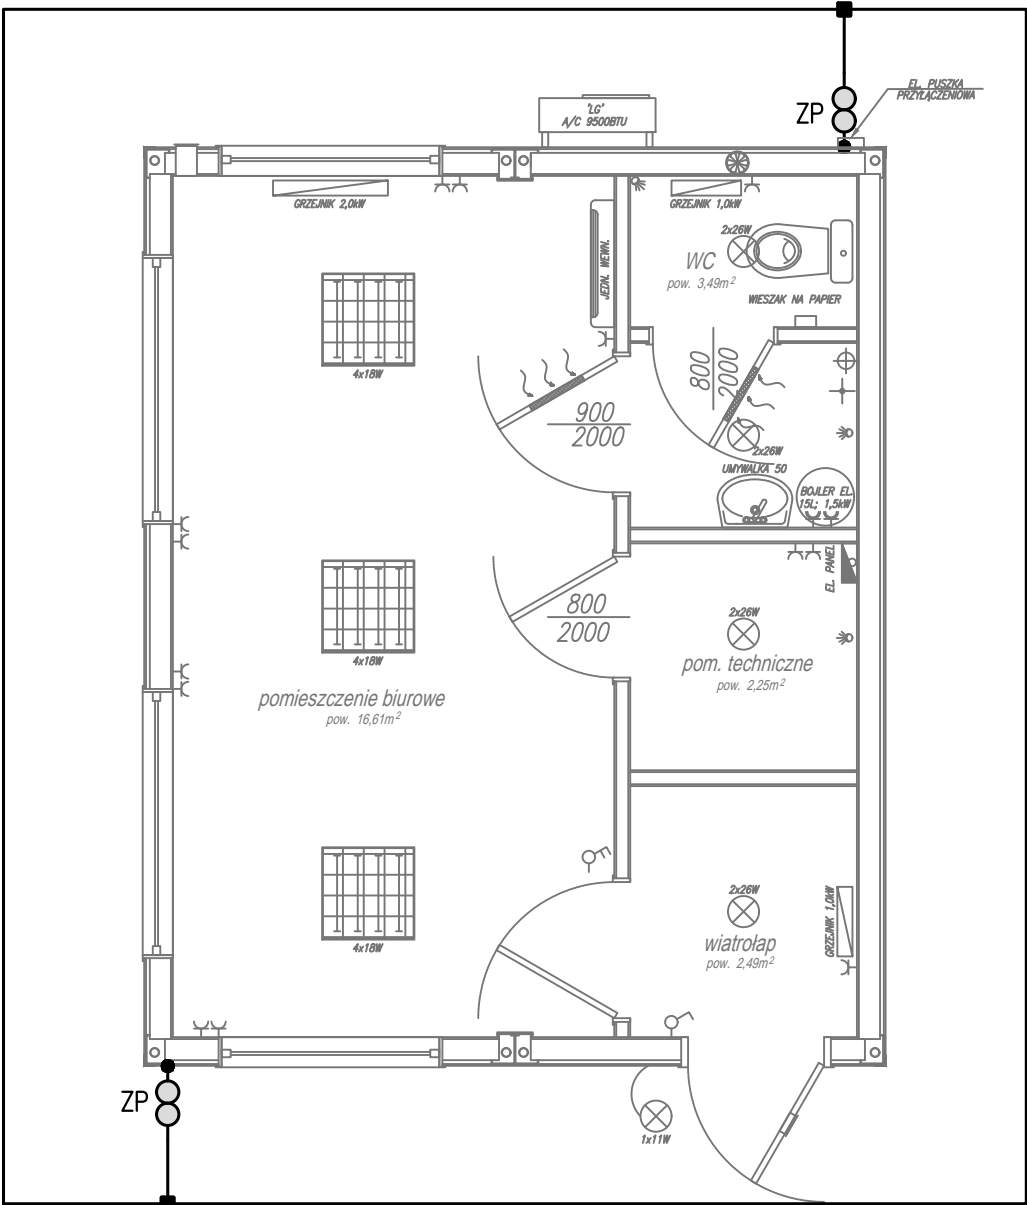 EL. PUSZKA
PRZYŁĄCZENIOWA
ZP
"LG"
A/C 9500BTU
GRZEJNIK 2,0kW
GRZEJNIK 1,0kW
JEDN. WEWN.
2x26W
WC
pow. 3,49m²
WIESZAK NA PAPIER
4x18W
800
2000
900
2000
2x26W
UMYWALKA 50
BOJLER EL.
15L; 1,5kW
EL. PANEL
800
2000
2x26W
4x18W
pom. techniczne
pow. 2,25m²
pomieszczenie biurowe
pow. 16,61m²
2x26W
GRZEJNIK 1,0kW
4x18W
wiatrołap
pow. 2,49m²
ZP
1x11W